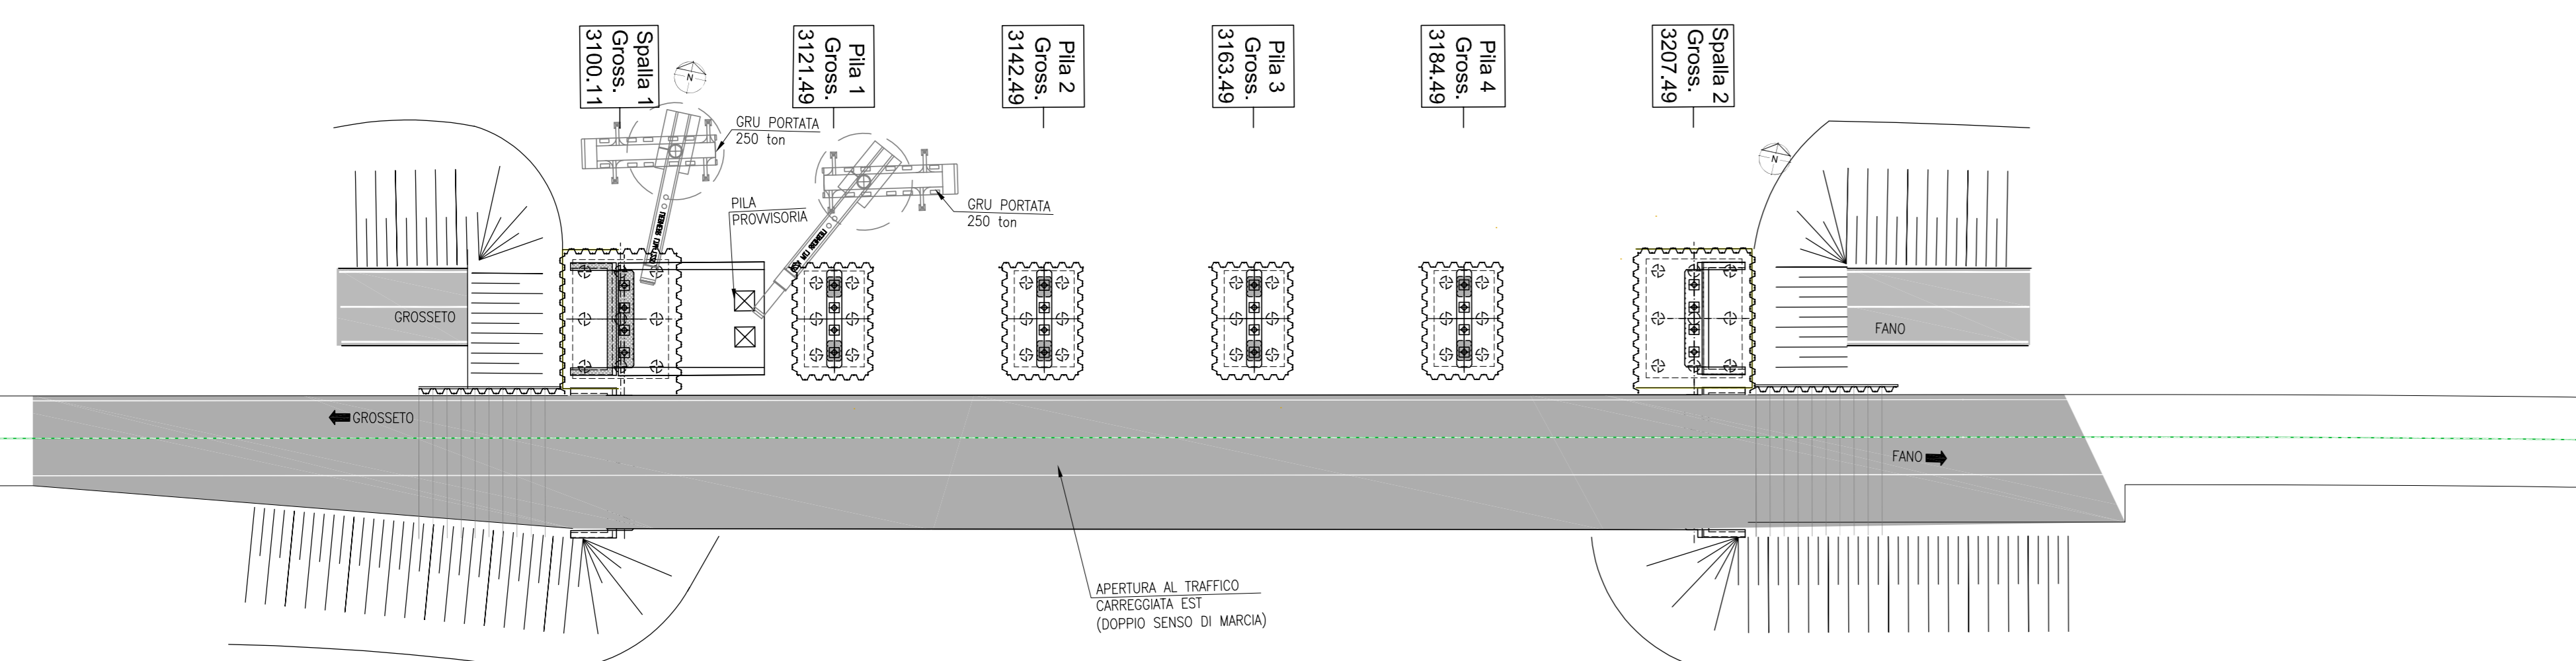 Spalla 1
Gross.
3100.11
Pila 1
Gross.
3121.49
Pila 2
Gross.
3142.49
Pila 3
Gross.
3163.49
Pila 4
Gross.
3184.49
Spalla 2
Gross.
3207.49
N
GRU PORTATA
250 ton
N
PILA
PROVVISORIA
GRU PORTATA
250 ton
GROSSETO
FANO
GROSSETO
FANO
APERTURA AL TRAFFICO
CARREGGIATA EST
(DOPPIO SENSO DI MARCIA)